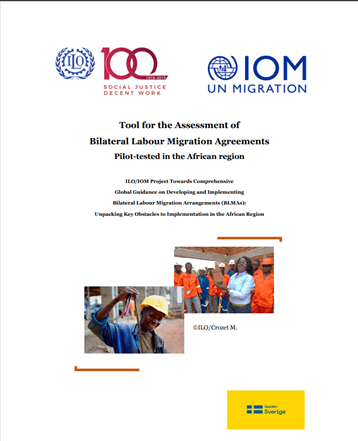 ILO
100
1919·2019
SOCIAL JUSTICE
DECENT WORK
IOM
UN MIGRATION
Tool for the Assessment of
Bilateral Labour Migration Agreements
Pilot-tested in the African region
ILO/IOM Project Towards Comprehensive
Global Guidance on Developing and Implementing
Bilateral Labour Migration Arrangements (BLMAs):
Unpacking Key Obstacles to Implementation in the African Region
©ILO/Crozet M.
Sweden
Sverige